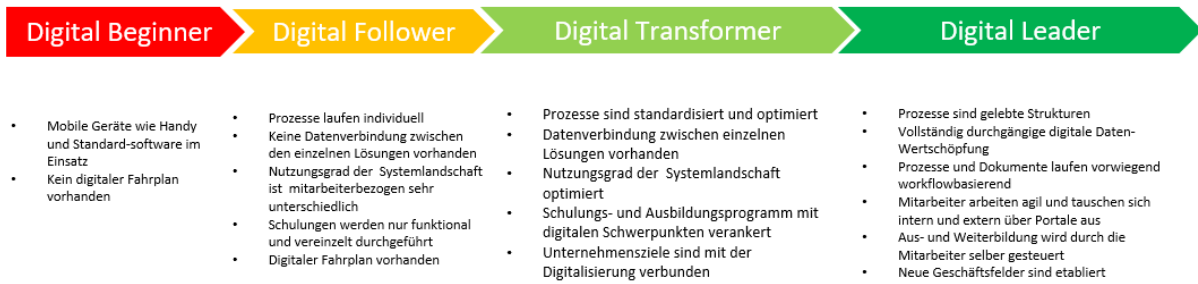 Digital Beginner
Digital Follower
Digital Transformer
Digital Leader
• Mobile Geräte wie Handy
und Standard-software im
Einsatz
• Kein digitaler Fahrplan
vorhanden
• Prozesse laufen individuell
• Keine Datenverbindung zwischen
den einzelnen Lösungen vorhanden
• Nutzungsgrad der Systemlandschaft
ist mitarbeiterbezogen sehr
unterschiedlich
• Schulungen werden nur funktional
und vereinzelt durchgeführt
• Digitaler Fahrplan vorhanden
• Prozesse sind standardisiert und optimiert
• Datenverbindung zwischen einzelnen
Lösungen vorhanden
• Nutzungsgrad der Systemlandschaft
optimiert
• Schulungs- und Ausbildungsprogramm mit
digitalen Schwerpunkten verankert
• Unternehmensziele sind mit der
Digitalisierung verbunden
• Prozesse sind gelebte Strukturen
• Vollständig durchgängige digitale Daten-
Wertschöpfung
• Prozesse und Dokumente laufen vorwiegend
workflowbasierend
• Mitarbeiter arbeiten agil und tauschen sich
intern und extern über Portale aus
• Aus- und Weiterbildung wird durch die
Mitarbeiter selber gesteuert
• Neue Geschäftsfelder sind etabliert